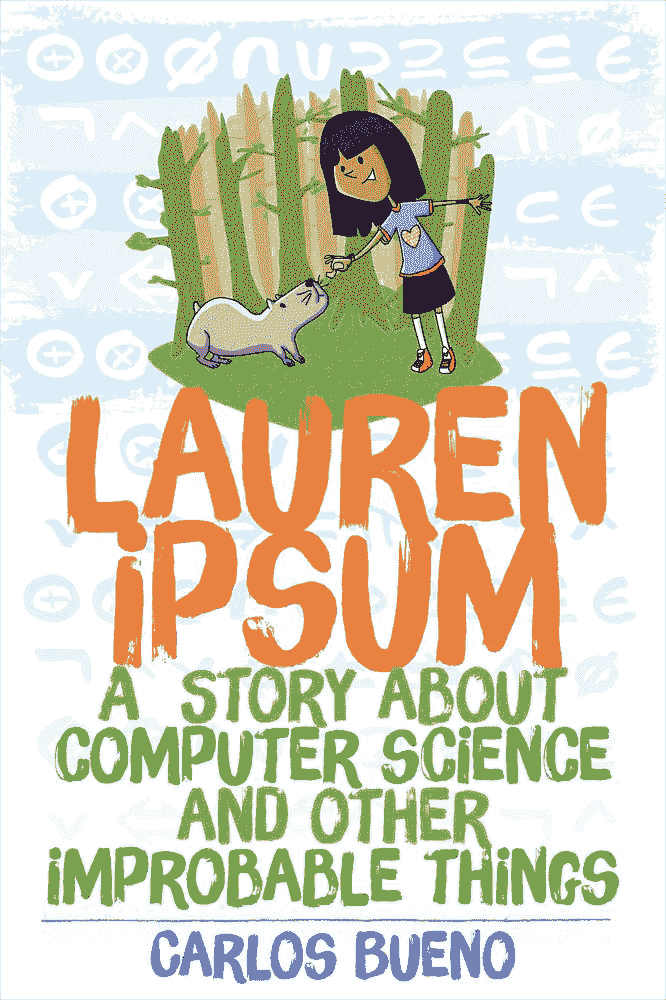 ⊕⊗∅∩∪⊃⊇⊆⊆∈
LAUREN
iPSUM
A STORY ABOUT
COMPUTER SCiENCE
AND OTHER
iMPROBABLE THiNGS
CARLOS BUENO